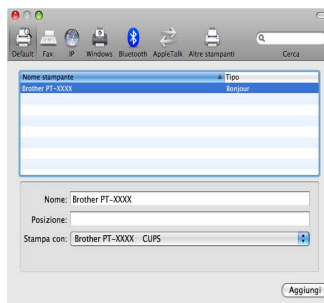 Default Fax IP Windows Bluetooth AppleTalk Altre stampanti Cerca
Nome stampante Tipo
Brother PT-XXXX Bonjour
Nome: Brother PT-XXXX
Posizione:
Stampa con: Brother PT-XXXX CUPS
Aggiungi